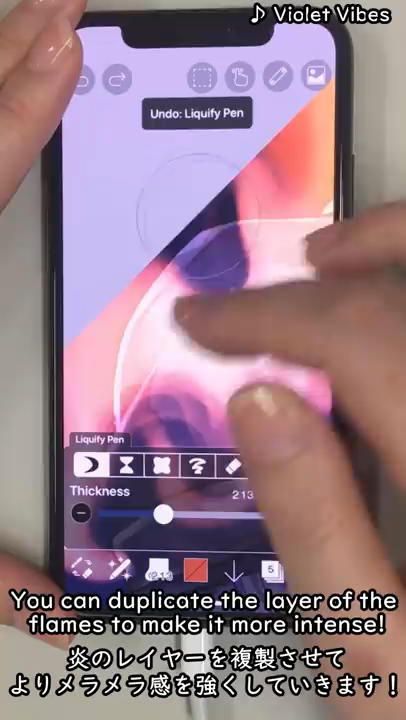 ♪ Violet Vibes
Undo: Liquify Pen
Liquify Pen
Thickness 213
5
You can duplicate the layer of the
flames to make it more intense!
炎のレイヤーを複製させて
よりメラメラ感を強くしていきます！